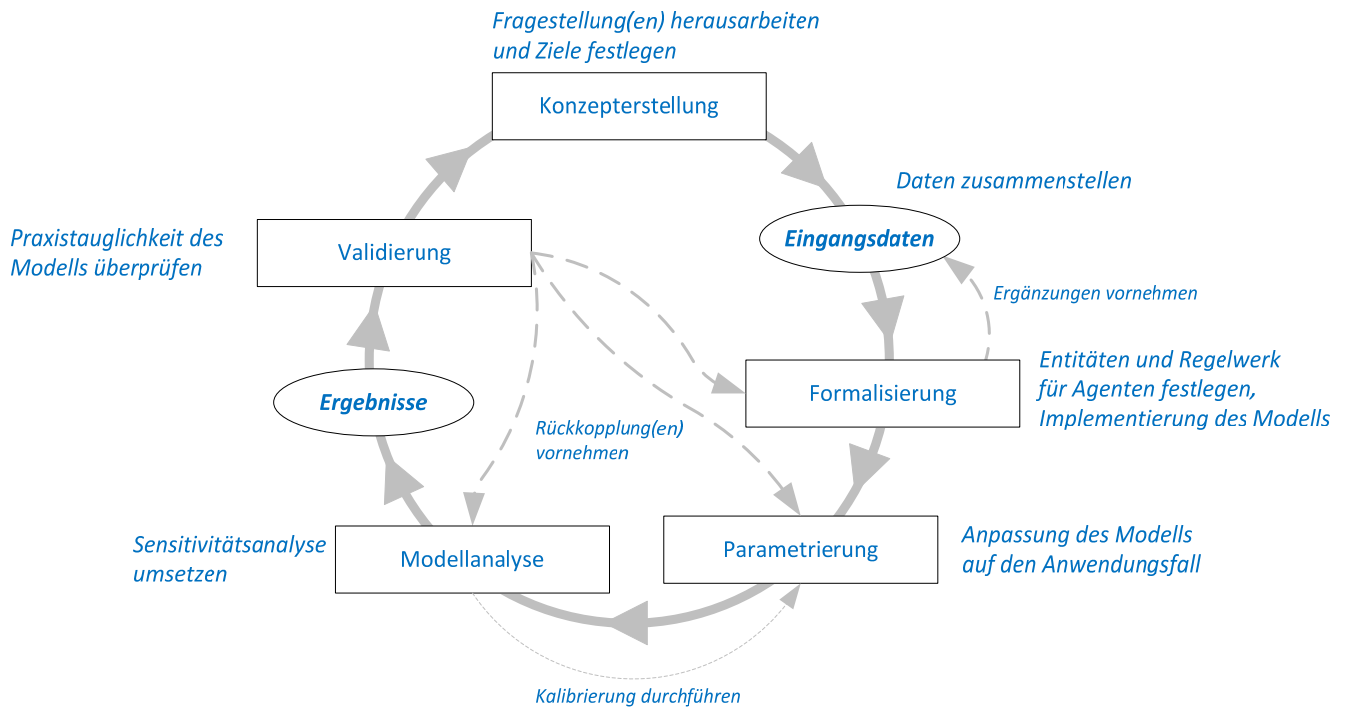 Fragestellung(en) herausarbeiten
und Ziele festlegen
Konzepterstellung
Daten zusammenstellen
Eingangsdaten
Praxistauglichkeit des
Modells überprüfen
Validierung
Ergänzungen vornehmen
Entitäten und Regelwerk
für Agenten festlegen,
Implementierung des Modells
Formalisierung
Ergebnisse
Rückkopplung(en)
vornehmen
Sensitivitätsanalyse
umsetzen
Modellanalyse
Parametrierung
Anpassung des Modells
auf den Anwendungsfall
Kalibrierung durchführen